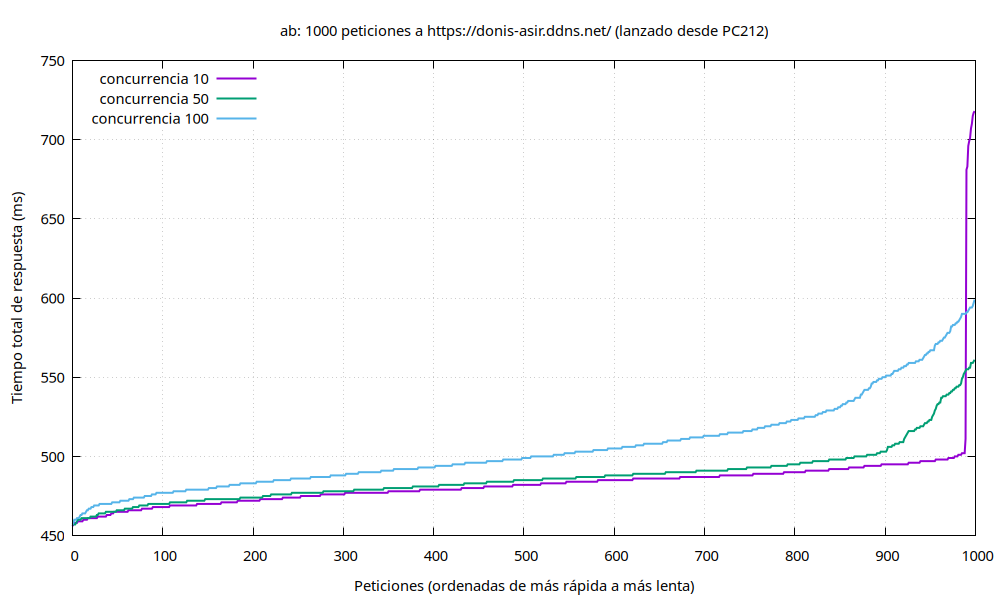 ab: 1000 peticiones a https://donis-asir.ddns.net/ (lanzado desde PC212)
concurrencia 10
concurrencia 50
concurrencia 100
Tiempo total de respuesta (ms)
750
700
650
600
550
500
450
0 100 200 300 400 500 600 700 800 900 1000
Peticiones (ordenadas de más rápida a más lenta)